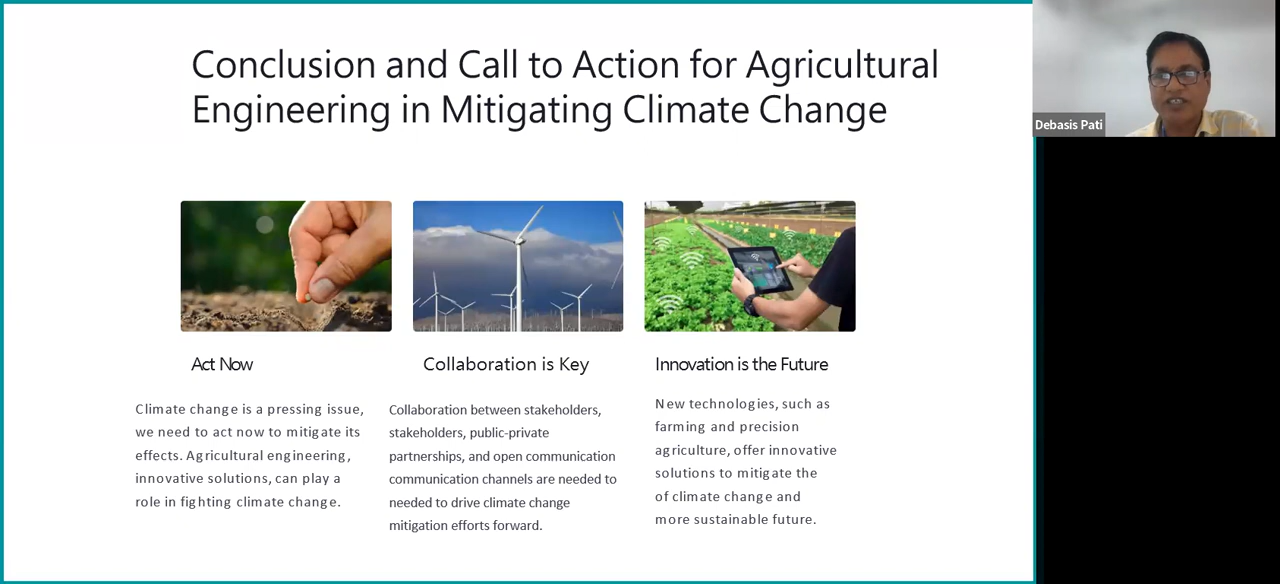 Conclusion and Call to Action for Agricultural
Engineering in Mitigating Climate Change
Debasis Pati
Act Now
Climate change is a pressing issue,
we need to act now to mitigate its
effects. Agricultural engineering,
innovative solutions, can play a
role in fighting climate change.
Collaboration is Key
Collaboration between stakeholders,
stakeholders, public-private
partnerships, and open communication
communication channels are needed to
needed to drive climate change
mitigation efforts forward.
Innovation is the Future
New technologies, such as
farming and precision
agriculture, offer innovative
solutions to mitigate the
of climate change and
more sustainable future.